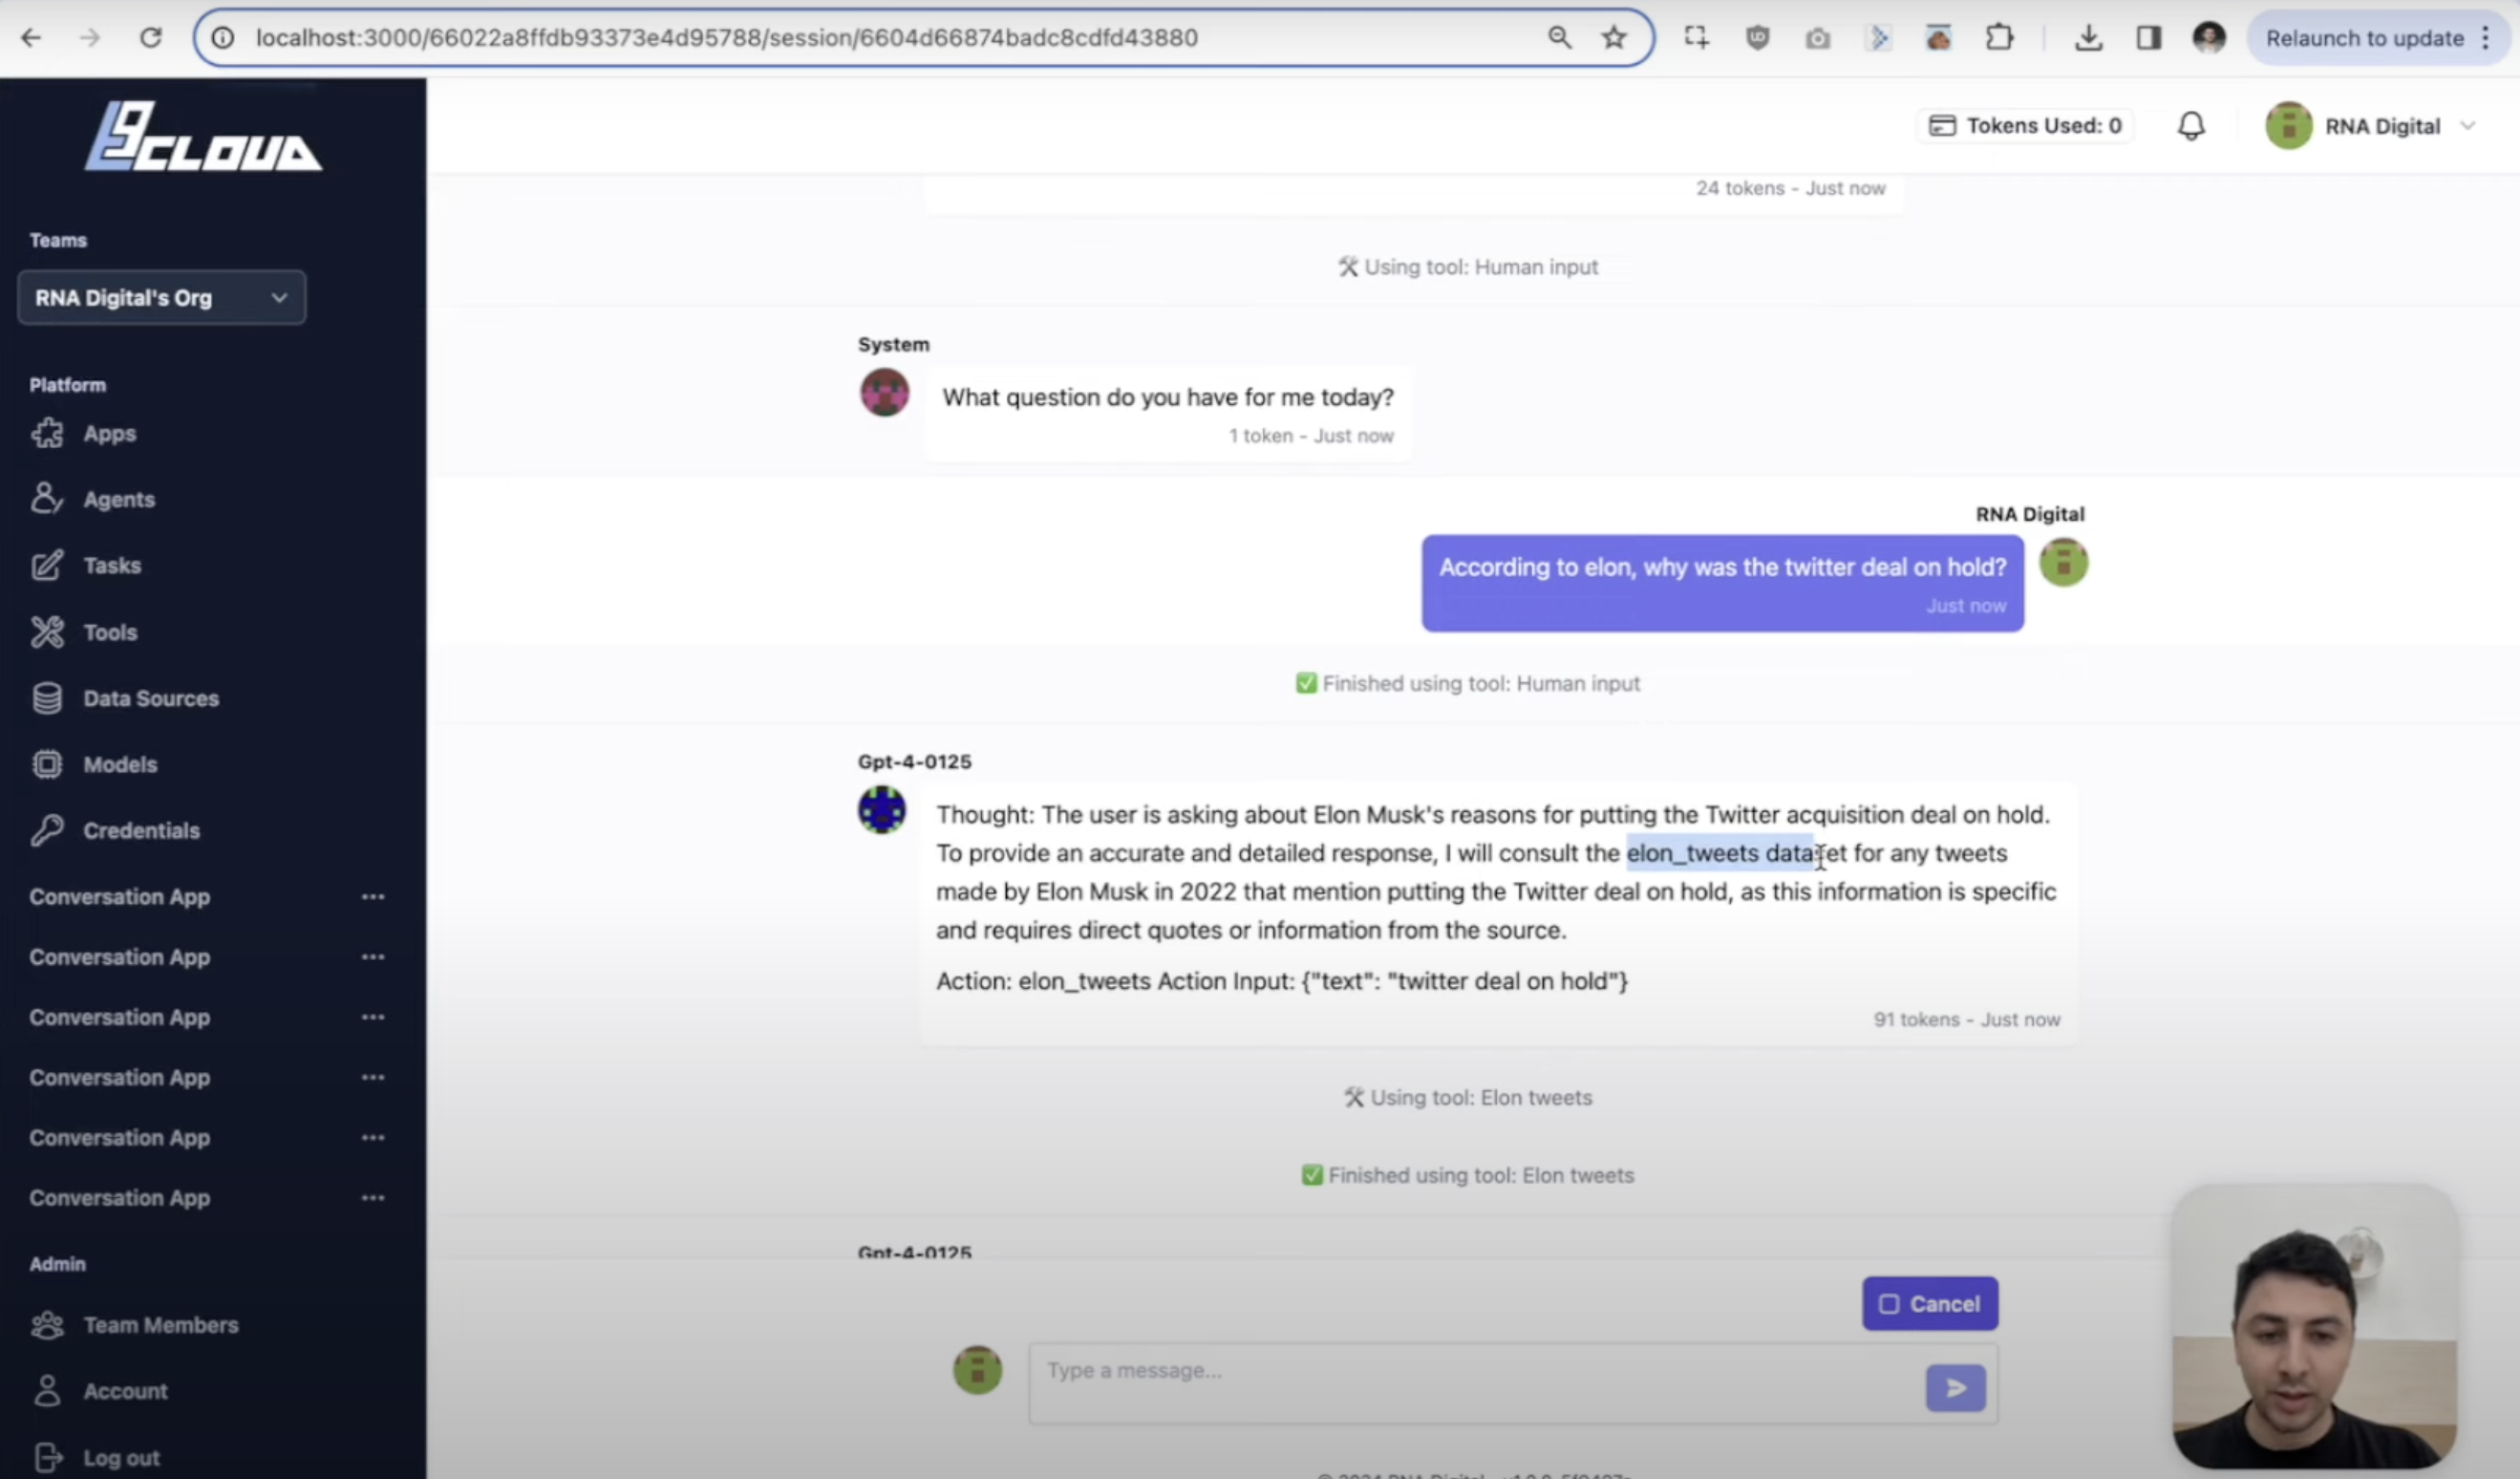 localhost:3000/66022a8ffdb93373e4d95788/session/6604d66874badc8cdfd43880
Relaunch to update
CLOUD
Tokens Used: 0
RNA Digital
Teams
RNA Digital's Org
Platform
Apps
Agents
Tasks
Tools
Data Sources
Models
Credentials
Conversation App
Conversation App
Conversation App
Conversation App
Conversation App
Conversation App
Admin
Team Members
Account
Log out
24 tokens - Just now
Using tool: Human input
System
What question do you have for me today?
1 token - Just now
RNA Digital
According to elon, why was the twitter deal on hold?
Just now
Finished using tool: Human input
Gpt-4-0125
Thought: The user is asking about Elon Musk's reasons for putting the Twitter acquisition deal on hold.
To provide an accurate and detailed response, I will consult the elon_tweets dataset for any tweets
made by Elon Musk in 2022 that mention putting the Twitter deal on hold, as this information is specific
and requires direct quotes or information from the source.
Action: elon_tweets Action Input: {"text": "twitter deal on hold"}
91 tokens - Just now
Using tool: Elon tweets
Finished using tool: Elon tweets
Gpt-4-0125
Cancel
Type a message...